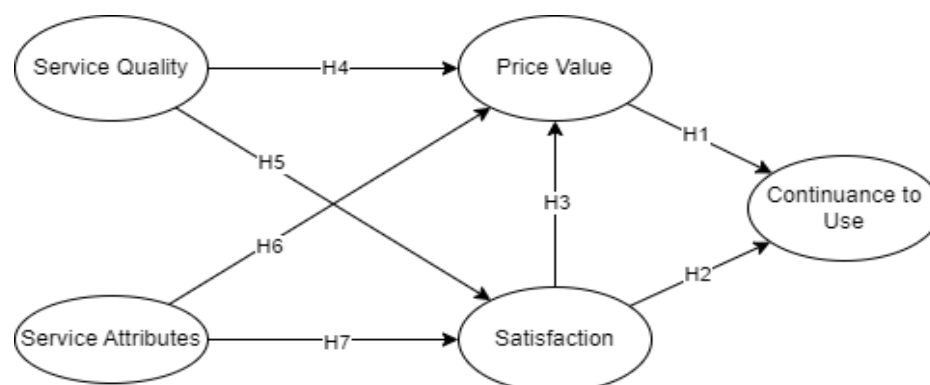 Service Quality
H4
Price Value
H1
H5
Continuance to
Use
H3
H6
H2
Service Attributes
H7
Satisfaction